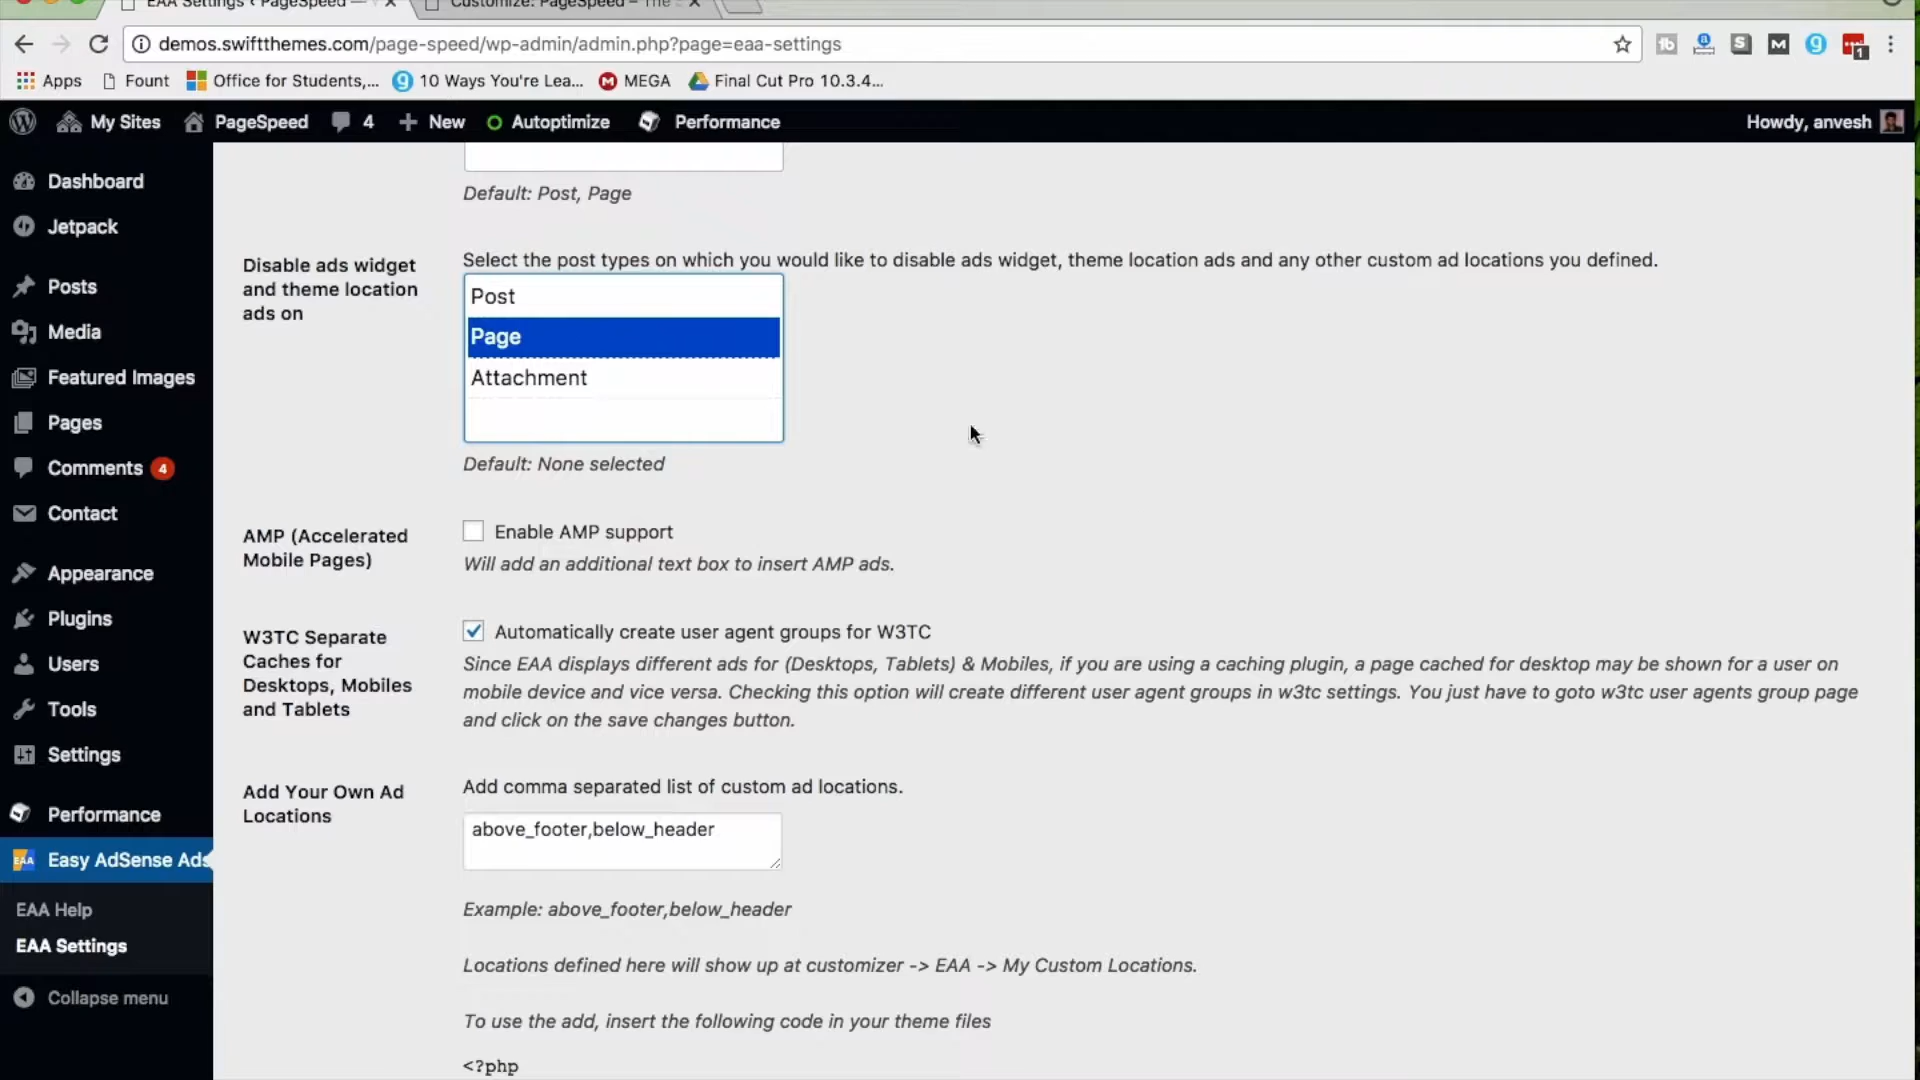 EAA Settings ‹ PageSpeed —
Customize: PageSpeed – The
demos.swiftthemes.com/page-speed/wp-admin/admin.php?page=eaa-settings
Apps
Fount
Office for Students,...
10 Ways You're Lea...
MEGA
Final Cut Pro 10.3.4...
My Sites
PageSpeed
4
New
Autoptimize
Performance
Howdy, anvesh
Dashboard
Jetpack
Posts
Media
Featured Images
Pages
Comments 4
Contact
Appearance
Plugins
Users
Tools
Settings
Performance
EAA Easy AdSense Ads
EAA Help
EAA Settings
Collapse menu
Default: Post, Page
Disable ads widget
and theme location
ads on
Select the post types on which you would like to disable ads widget, theme location ads and any other custom ad locations you defined.
Post
Page
Attachment
Default: None selected
AMP (Accelerated
Mobile Pages)
Enable AMP support
Will add an additional text box to insert AMP ads.
W3TC Separate
Caches for
Desktops, Mobiles
and Tablets
Automatically create user agent groups for W3TC
Since EAA displays different ads for (Desktops, Tablets) & Mobiles, if you are using a caching plugin, a page cached for desktop may be shown for a user on
mobile device and vice versa. Checking this option will create different user agent groups in w3tc settings. You just have to goto w3tc user agents group page
and click on the save changes button.
Add Your Own Ad
Locations
Add comma separated list of custom ad locations.
above_footer,below_header
Example: above_footer,below_header
Locations defined here will show up at customizer -> EAA -> My Custom Locations.
To use the add, insert the following code in your theme files
<?php